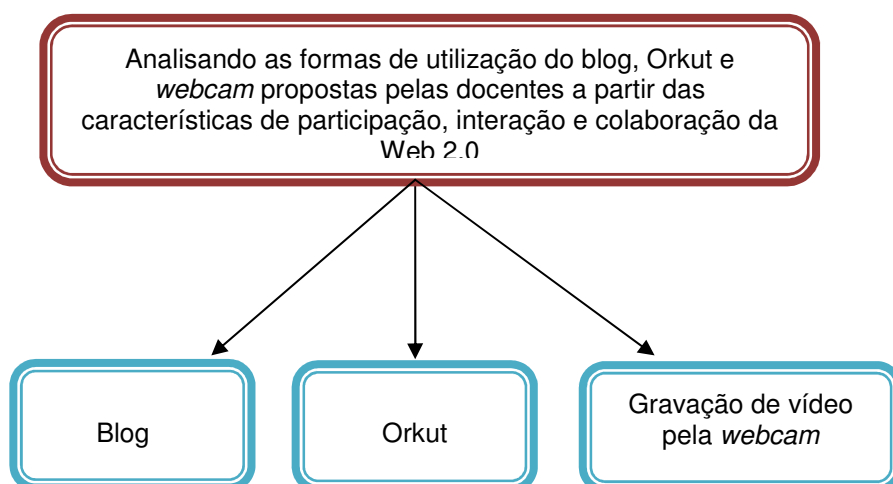 Analisando as formas de utilização do blog, Orkut e
webcam propostas pelas docentes a partir das
características de participação, interação e colaboração da
Web 2.0
Blog
Orkut
Gravação de vídeo
pela webcam